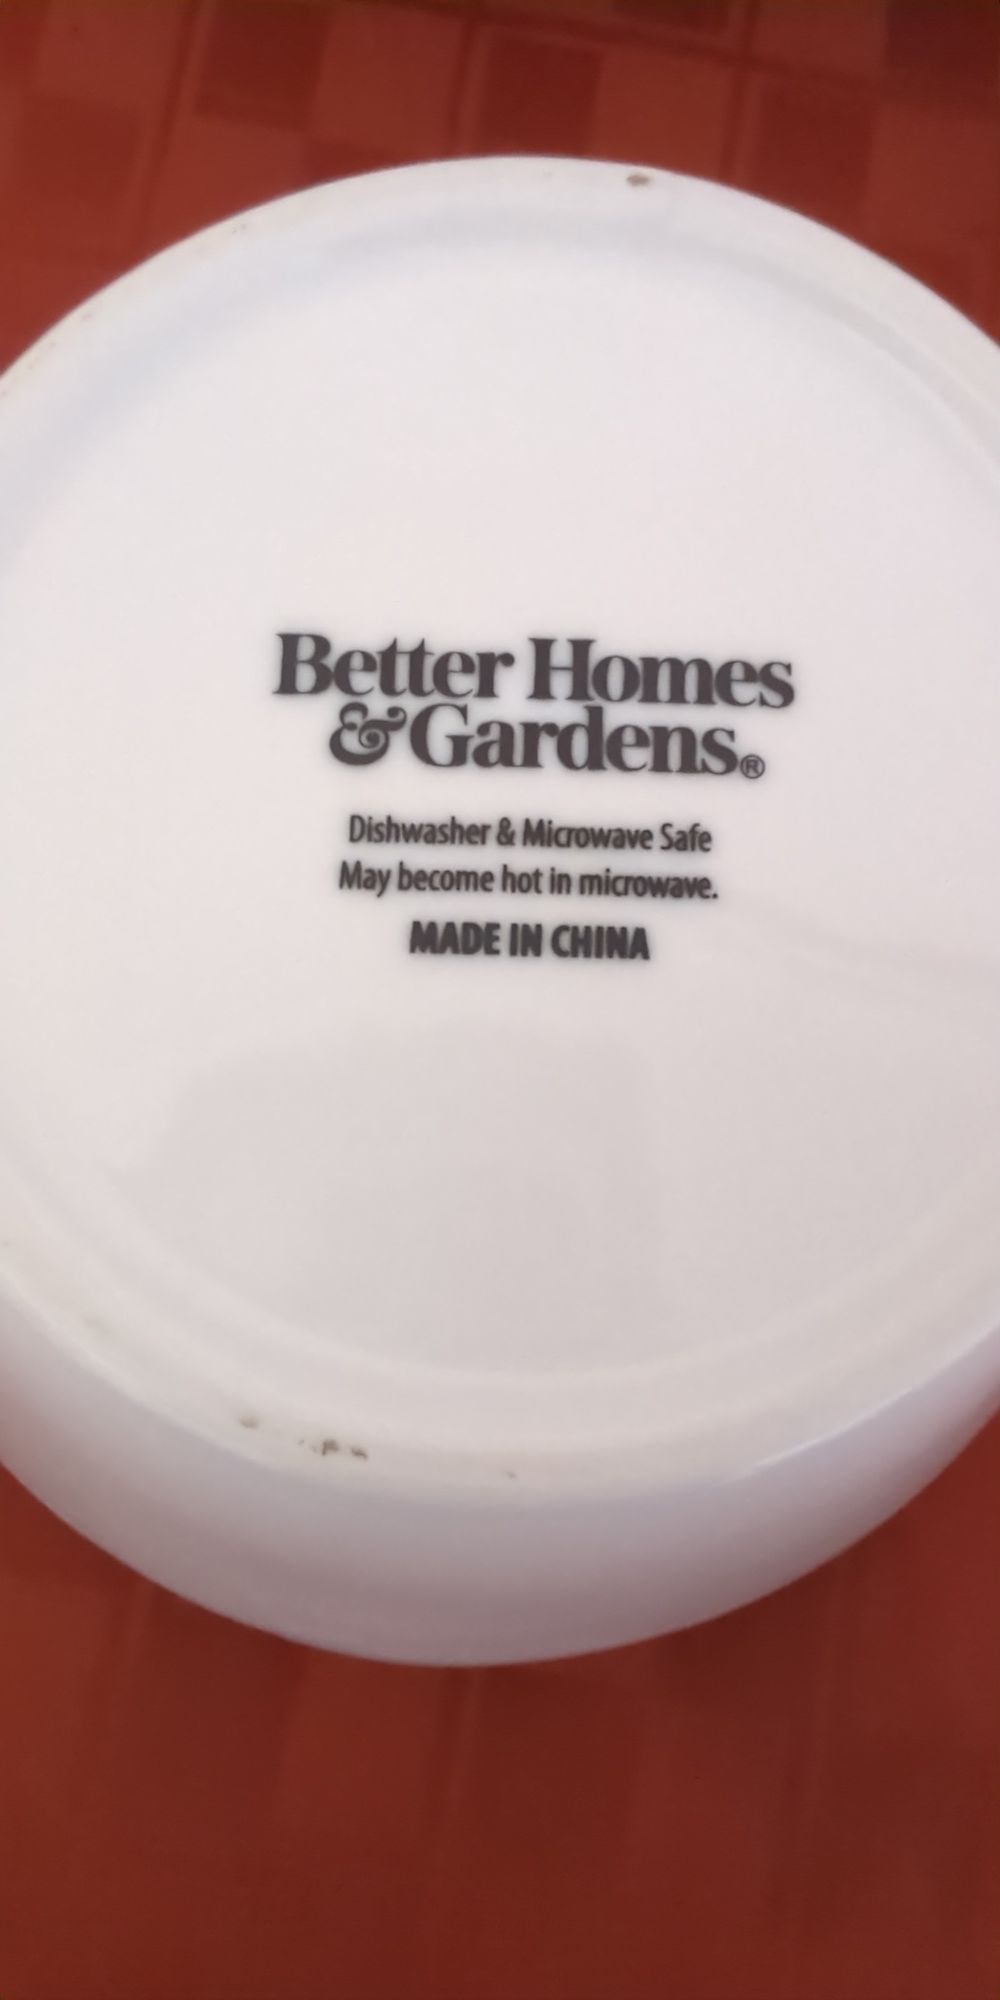 Better Homes
& Gardens®
Dishwasher & Microwave Safe
May become hot in microwave.
MADE IN CHINA